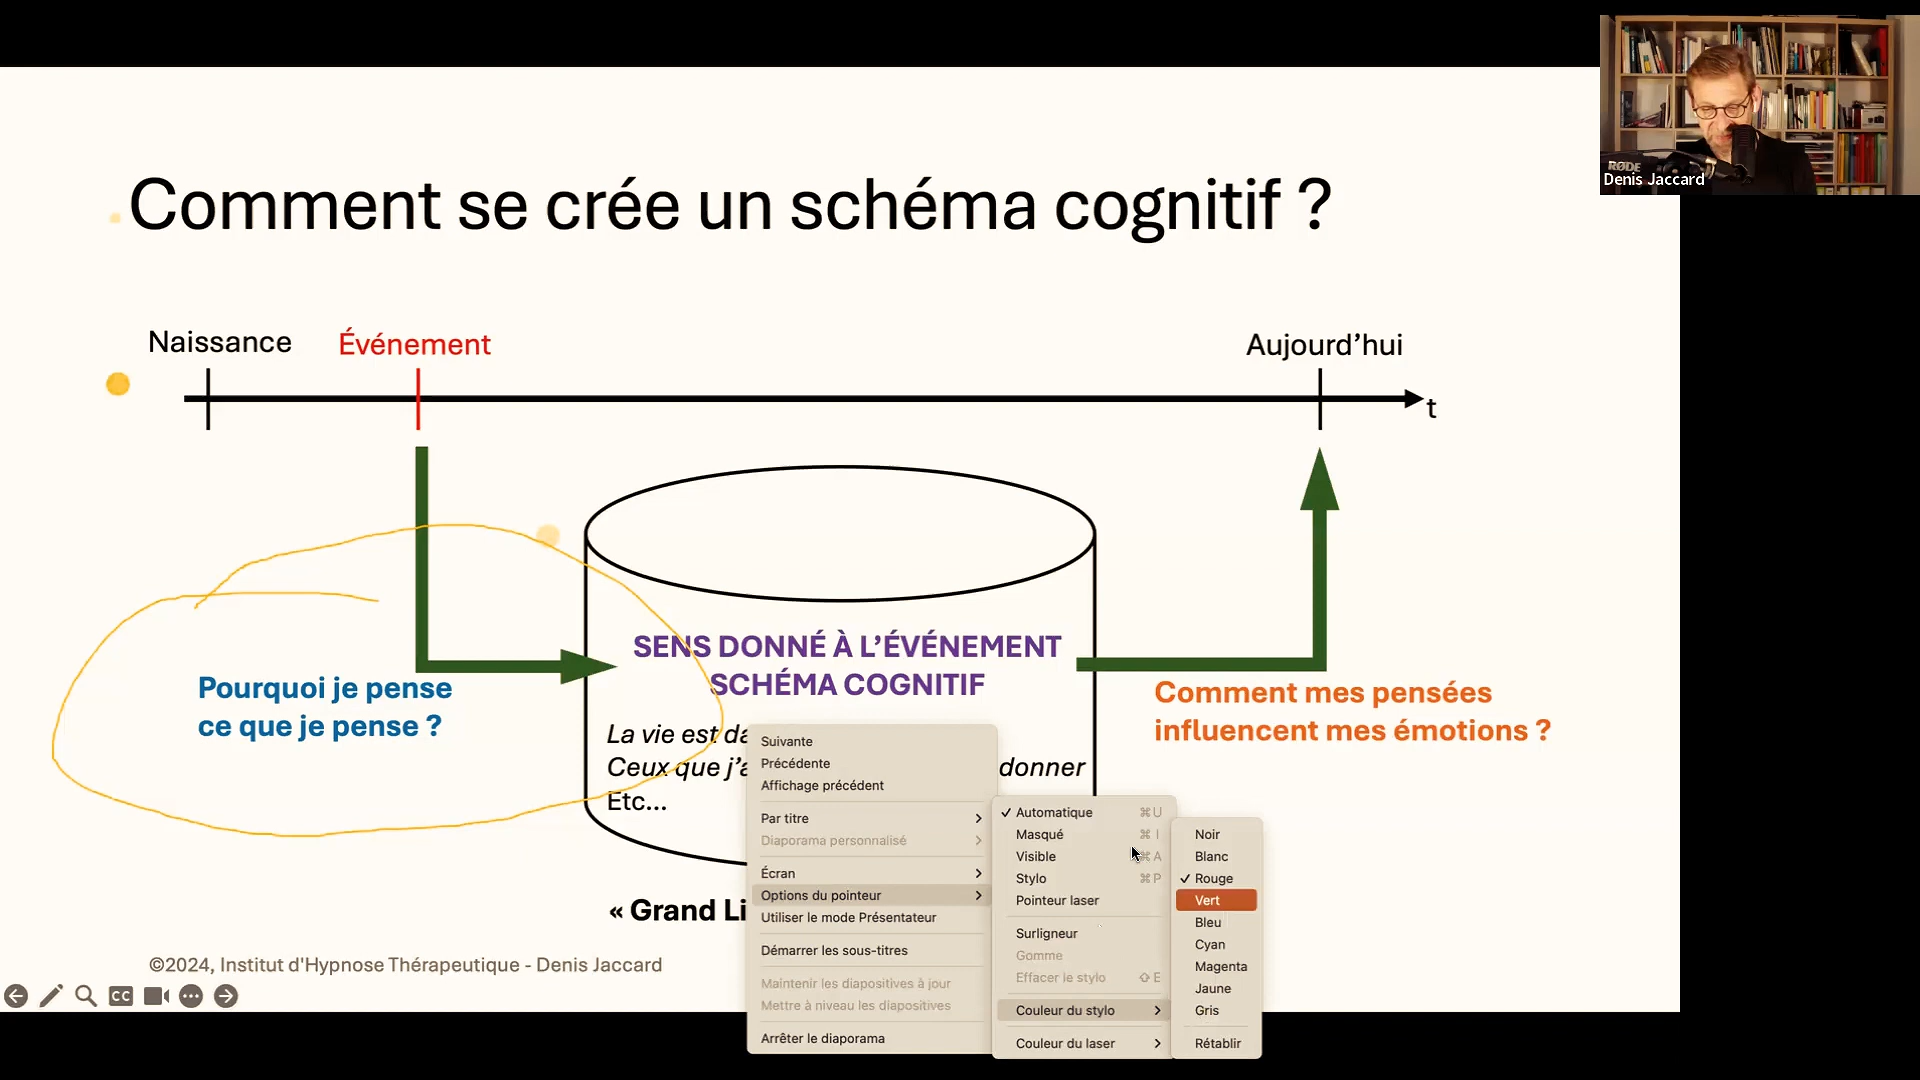 RØDE
Denis Jaccard
Comment se crée un schéma cognitif ?
Naissance
Événement
Aujourd’hui
t
SENS DONNÉ À L’ÉVÉNEMENT
SCHÉMA COGNITIF
Pourquoi je pense
ce que je pense ?
Comment mes pensées
influencent mes émotions ?
La vie est
Ceux que donner
Etc...
« Grand
©2024, Institut d'Hypnose Thérapeutique - Denis Jaccard
CC
Suivante
Précédente
Affichage précédent
Par titre
Diaporama personnalisé
Écran
Options du pointeur
Utiliser le mode Présentateur
Démarrer les sous-titres
Maintenir les diapositives à jour
Mettre à niveau les diapositives
Arrêter le diaporama
Automatique ⌘U
Masqué ⌘ I
Visible ⌘A
Stylo ⌘P
Pointeur laser
Surligneur
Gomme
Effacer le stylo ⇧E
Couleur du stylo
Couleur du laser
Noir
Blanc
Rouge
Vert
Bleu
Cyan
Magenta
Jaune
Gris
Rétablir